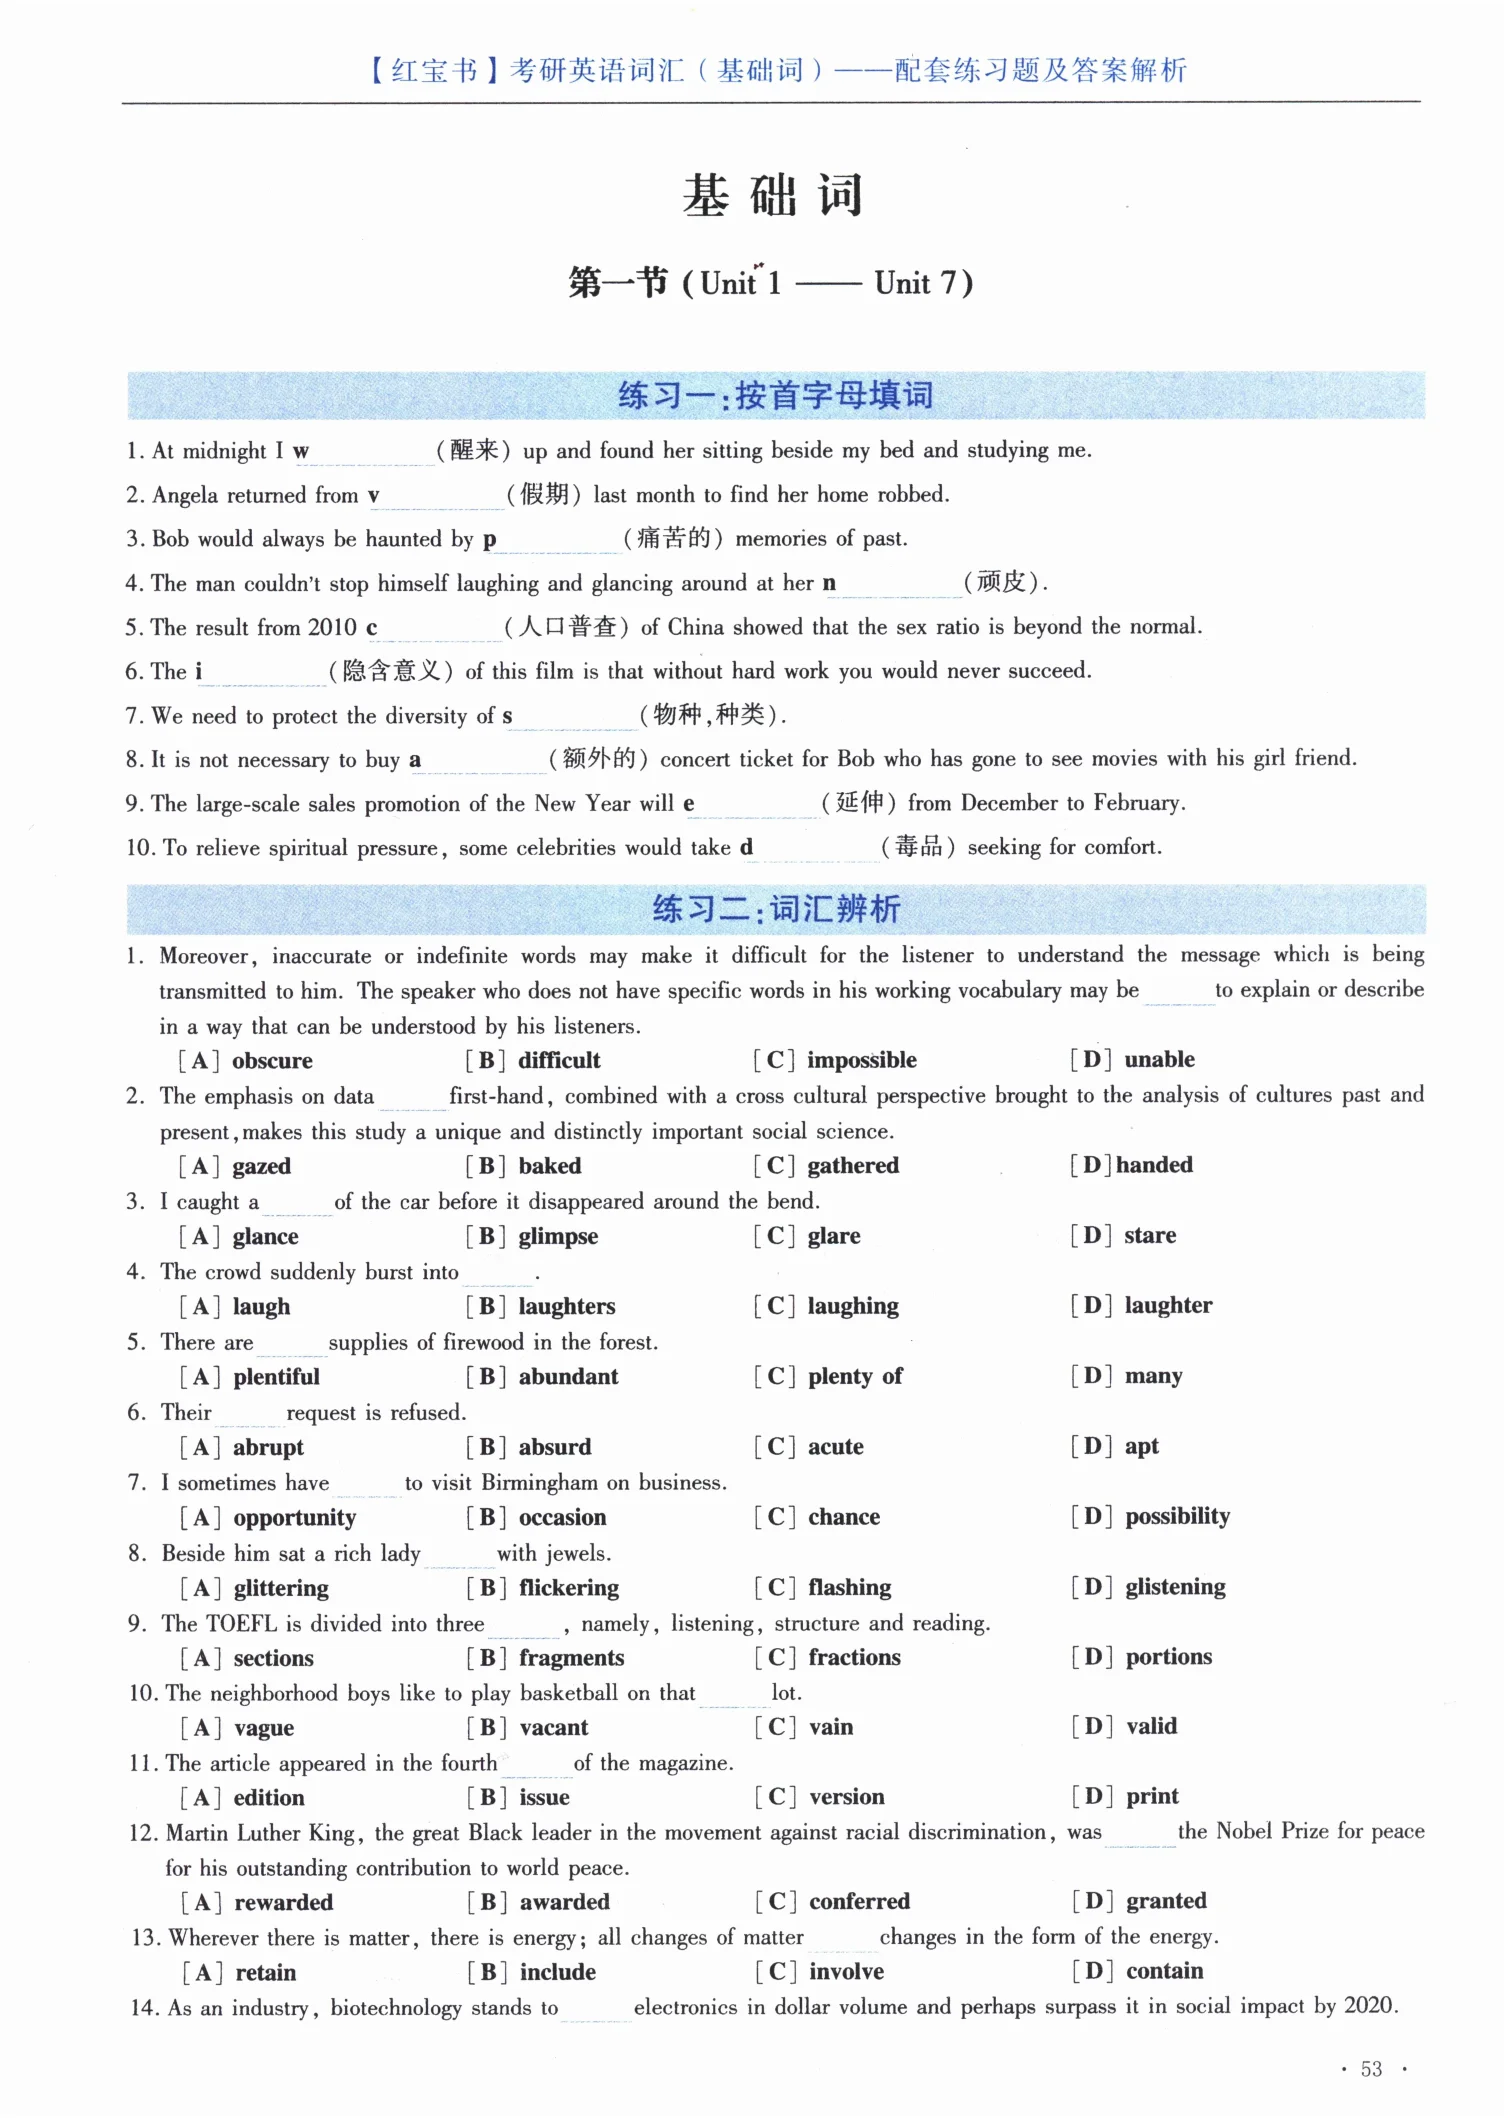 【红宝书】考研英语词汇（基础词）——配套练习题及答案解析
基础词
第一节 (Unit 1 —— Unit 7)
练习一:按首字母填词
1. At midnight I w______ (醒来) up and found her sitting beside my bed and studying me.
2. Angela returned from v______ (假期) last month to find her home robbed.
3. Bob would always be haunted by p______ (痛苦的) memories of past.
4. The man couldn't stop himself laughing and glancing around at her n______ (顽皮).
5. The result from 2010 c______ (人口普查) of China showed that the sex ratio is beyond the normal.
6. The i______ (隐含意义) of this film is that without hard work you would never succeed.
7. We need to protect the diversity of s______ (物种,种类).
8. It is not necessary to buy a______ (额外的) concert ticket for Bob who has gone to see movies with his girl friend.
9. The large-scale sales promotion of the New Year will e______ (延伸) from December to February.
10. To relieve spiritual pressure, some celebrities would take d______ (毒品) seeking for comfort.
练习二:词汇辨析
1. Moreover, inaccurate or indefinite words may make it difficult for the listener to understand the message which is being
transmitted to him. The speaker who does not have specific words in his working vocabulary may be ____ to explain or describe
in a way that can be understood by his listeners.
[A] obscure [B] difficult [C] impossible [D] unable
2. The emphasis on data ____ first-hand, combined with a cross cultural perspective brought to the analysis of cultures past and
present,makes this study a unique and distinctly important social science.
[A] gazed [B] baked [C] gathered [D]handed
3. I caught a ____ of the car before it disappeared around the bend.
[A] glance [B] glimpse [C] glare [D] stare
4. The crowd suddenly burst into ____ .
[A] laugh [B] laughters [C] laughing [D] laughter
5. There are ____ supplies of firewood in the forest.
[A] plentiful [B] abundant [C] plenty of [D] many
6. Their ____ request is refused.
[A] abrupt [B] absurd [C] acute [D] apt
7. I sometimes have ____ to visit Birmingham on business.
[A] opportunity [B] occasion [C] chance [D] possibility
8. Beside him sat a rich lady ____ with jewels.
[A] glittering [B] flickering [C] flashing [D] glistening
9. The TOEFL is divided into three ____ , namely, listening, structure and reading.
[A] sections [B] fragments [C] fractions [D] portions
10. The neighborhood boys like to play basketball on that ____ lot.
[A] vague [B] vacant [C] vain [D] valid
11. The article appeared in the fourth ____ of the magazine.
[A] edition [B] issue [C] version [D] print
12. Martin Luther King, the great Black leader in the movement against racial discrimination, was ____ the Nobel Prize for peace
for his outstanding contribution to world peace.
[A] rewarded [B] awarded [C] conferred [D] granted
13. Wherever there is matter, there is energy; all changes of matter ____ changes in the form of the energy.
[A] retain [B] include [C] involve [D] contain
14. As an industry, biotechnology stands to ____ electronics in dollar volume and perhaps surpass it in social impact by 2020.
· 53 ·